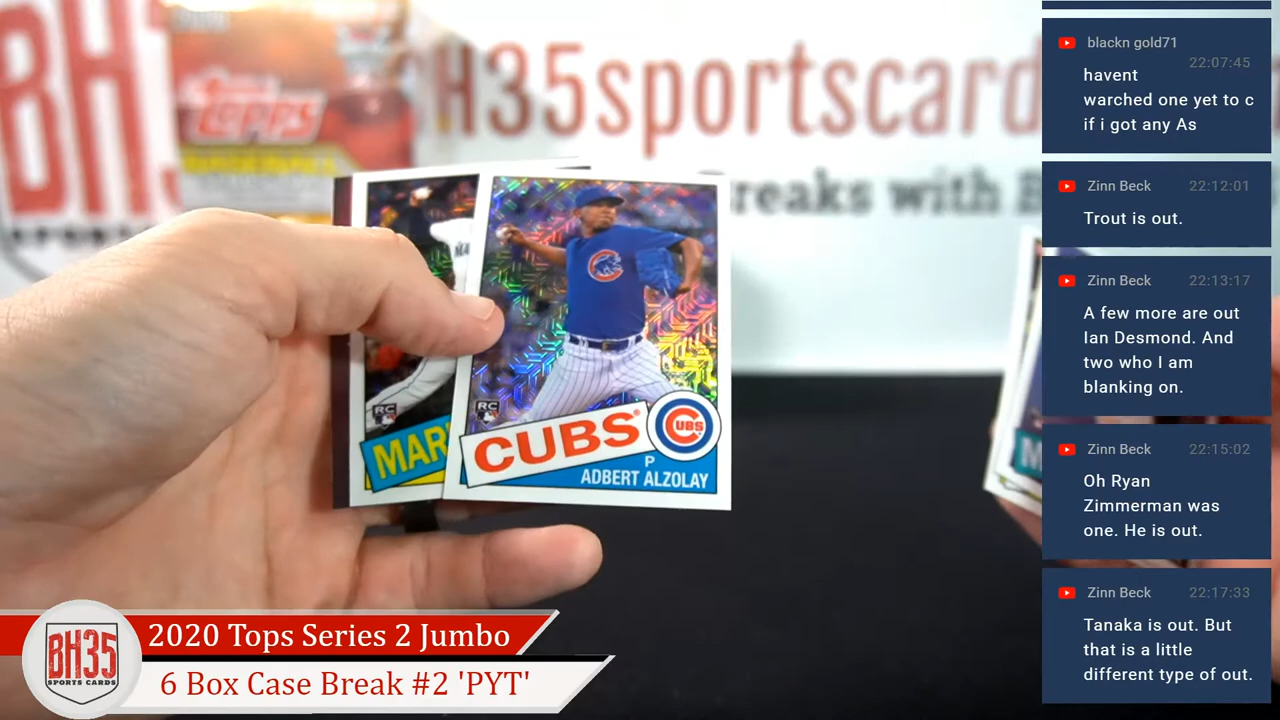 BH
BH35sportscard
Topps
reaks with B
SPORTS
RC
MAR
CUBS
CUBS
P
ADBERT ALZOLAY
RC
M
blackn gold71
22:07:45
havent
warched one yet to c
if i got any As
Zinn Beck 22:12:01
Trout is out.
Zinn Beck 22:13:17
A few more are out
Ian Desmond. And
two who I am
blanking on.
Zinn Beck 22:15:02
Oh Ryan
Zimmerman was
one. He is out.
Zinn Beck 22:17:33
Tanaka is out. But
that is a little
different type of out.
BH35
SPORTS CARDS
2020 Tops Series 2 Jumbo
6 Box Case Break #2 'PYT'